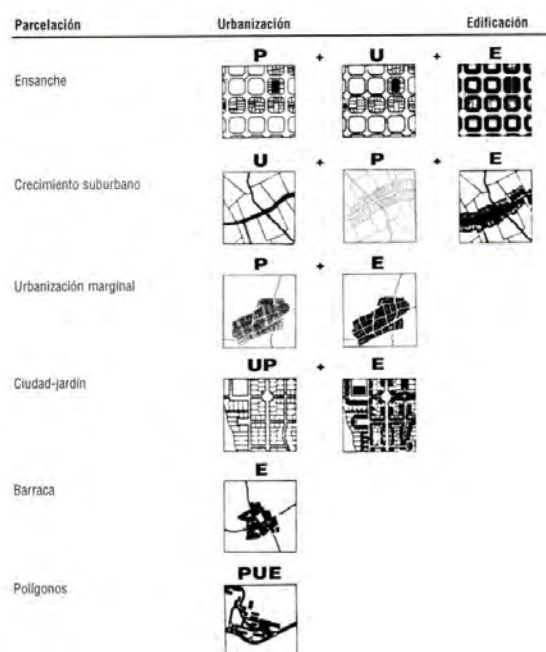 Parcelación Urbanización Edificación
P + U + E
Ensanche
U + P + E
Crecimiento suburbano
P + E
Urbanización marginal
UP + E
Ciudad-jardín
E
Barraca
PUE
Polígonos